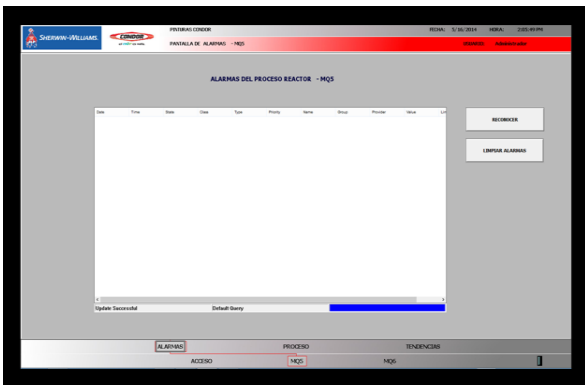 SHERWIN-WILLIAMS.
CONDOR
PINTURAS CONDOR
FECHA: 5/16/2014 HORA: 2:05:49 PM
PANTALLA DE ALARMAS - MQ5
NOMBRE Administrador
ALARMAS DEL PROCESO REACTOR - MQ5
Date Time State Class Type Priority Name Group Provider Value Lim
RECONOCER
LIMPIAR ALARMAS
Update Successful Default Query
ALARMAS PROCESO TENDENCIAS
ACCESO MQ5 MQ6